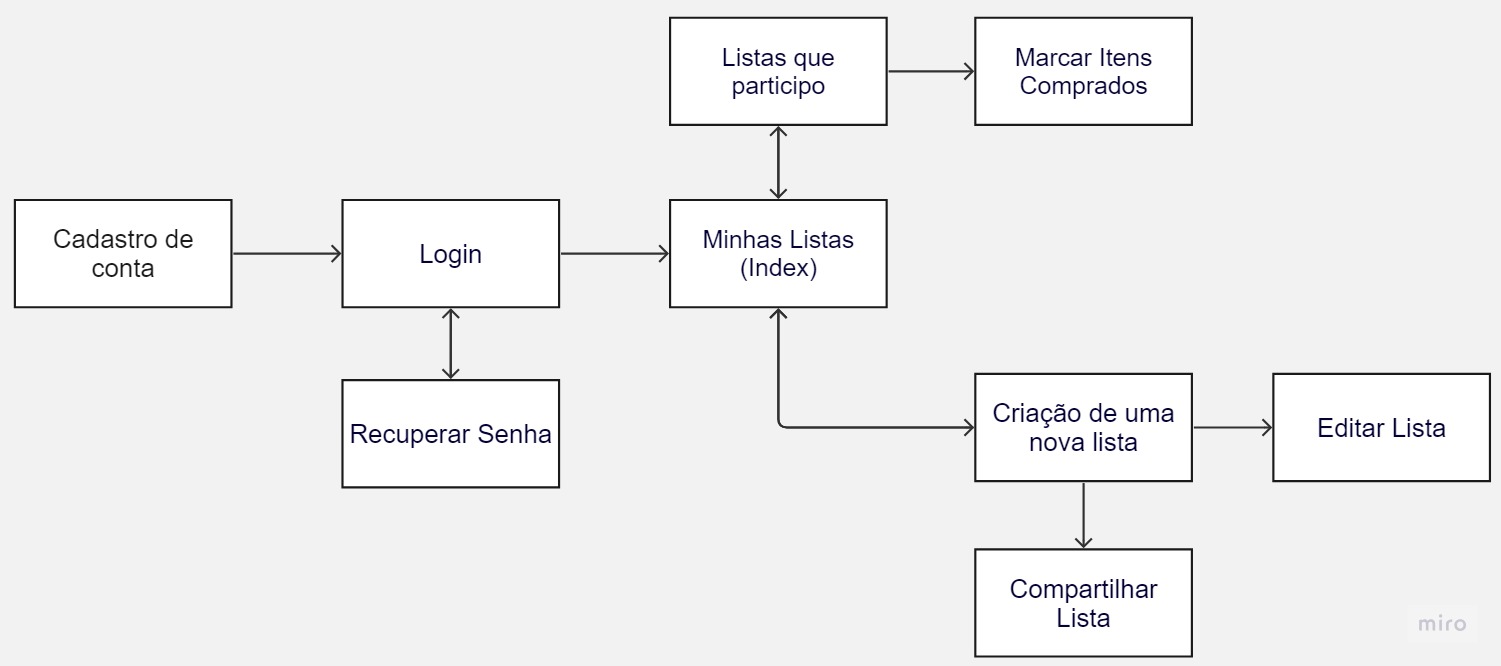 Listas que
participo
Marcar Itens
Comprados
Cadastro de
conta
Login
Minhas Listas
(Index)
Recuperar Senha
Criação de uma
nova lista
Editar Lista
Compartilhar
Lista
miro